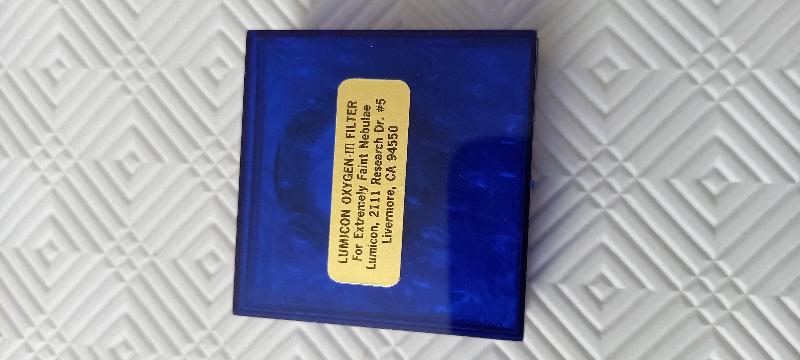 LUMICON OXYGEN-III FILTER
For Extremely Faint Nebulae
Lumicon, 2111 Research Dr. #5
Livermore, CA 94550